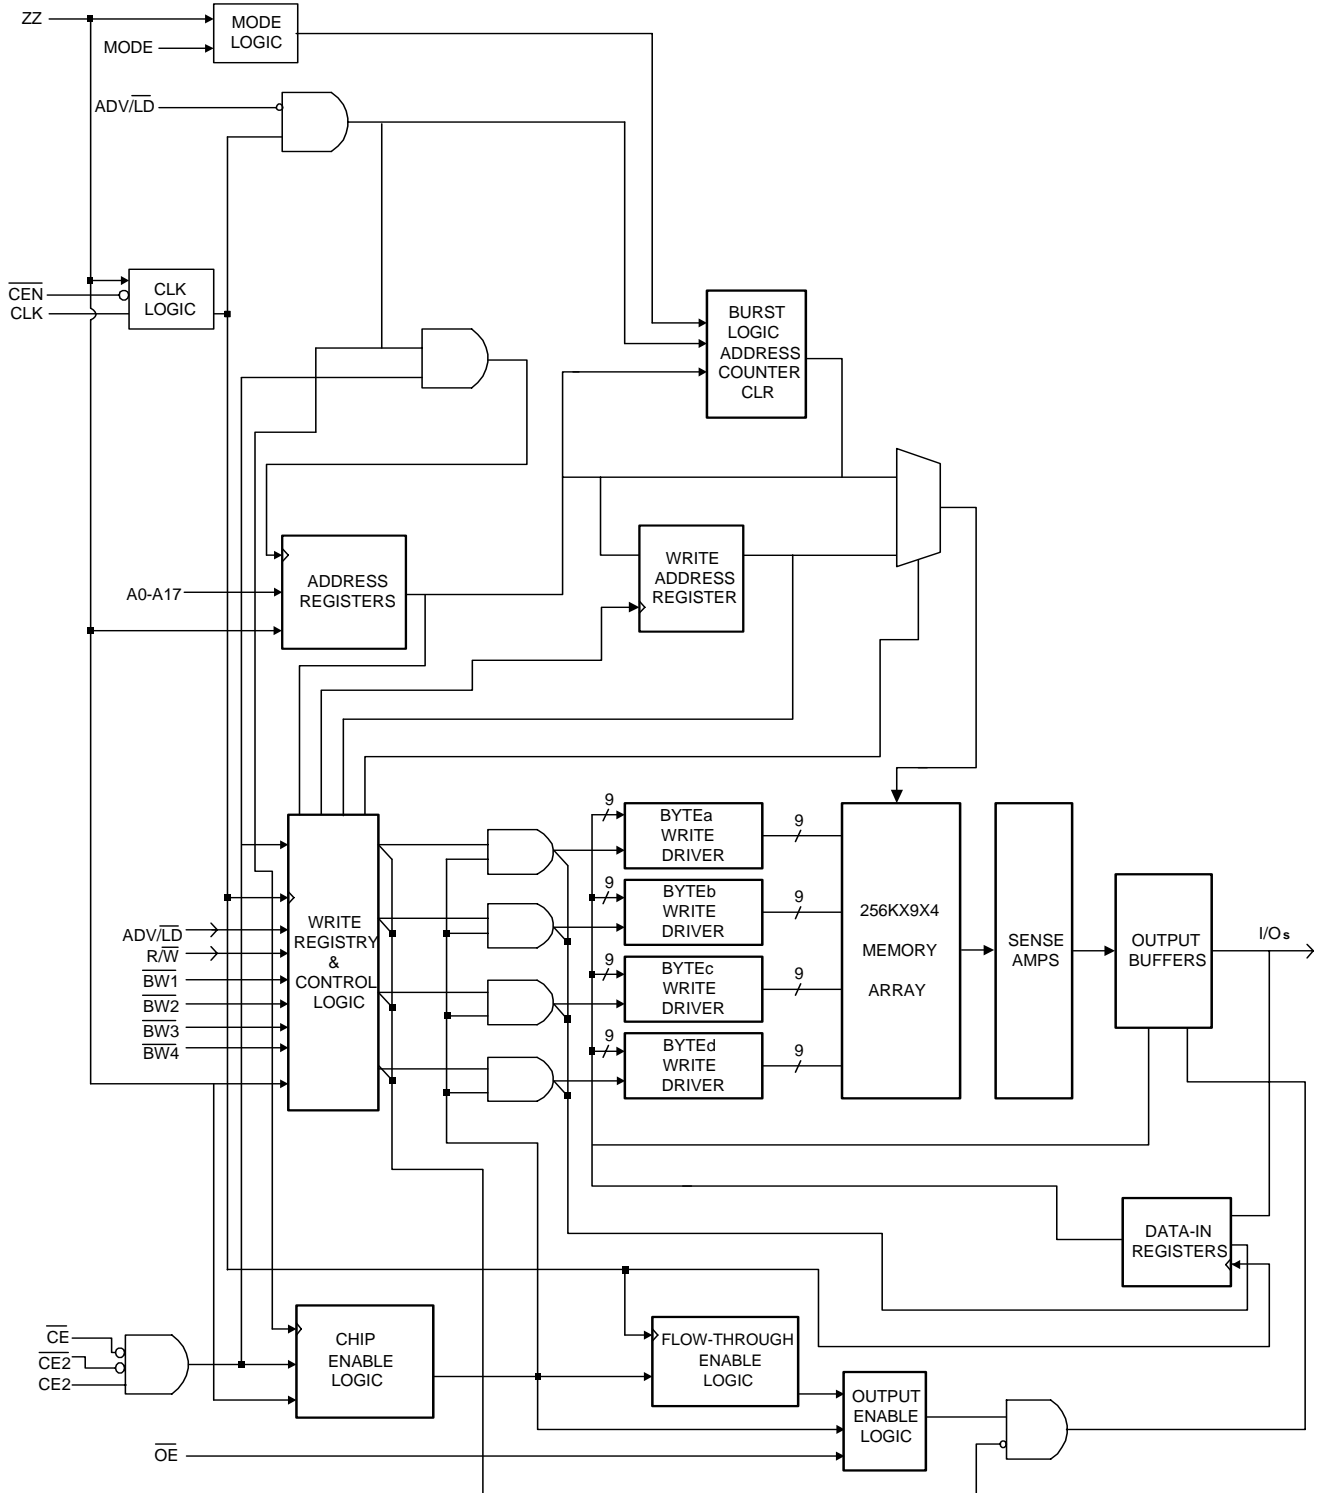 ZZ
MODE
LOGIC
MODE
ADV/LD
CEN
CLK
CLK
LOGIC
BURST
LOGIC
ADDRESS
COUNTER
CLR
A0-A17
ADDRESS
REGISTERS
WRITE
ADDRESS
REGISTER
9
BYTEa
WRITE
DRIVER
9
9
BYTEb
WRITE
DRIVER
9
9
BYTEc
WRITE
DRIVER
9
9
BYTEd
WRITE
DRIVER
9
256KX9X4
MEMORY
ARRAY
SENSE
AMPS
OUTPUT
BUFFERS
I/Os
ADV/LD
R/W
BW1
BW2
BW3
BW4
WRITE
REGISTRY
&
CONTROL
LOGIC
DATA-IN
REGISTERS
CE
CE2
CE2
CHIP
ENABLE
LOGIC
FLOW-THROUGH
ENABLE
LOGIC
OUTPUT
ENABLE
LOGIC
OE